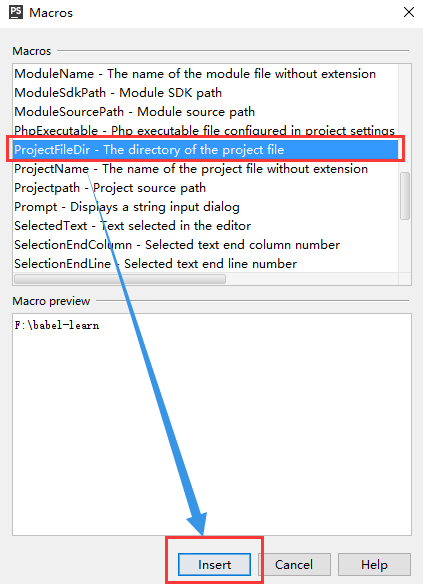 PS Macros
Macros
ModuleName - The name of the module file without extension
ModuleSdkPath - Module SDK path
ModuleSourcePath - Module source path
PhpExecutable - Php executable file configured in project settings
ProjectFileDir - The directory of the project file
ProjectName - The name of the project file without extension
Projectpath - Project source path
Prompt - Displays a string input dialog
SelectedText - Text selected in the editor
SelectionEndColumn - Selected text end column number
SelectionEndLine - Selected text end line number
Macro preview
F:\babel-learn
Insert Cancel Help